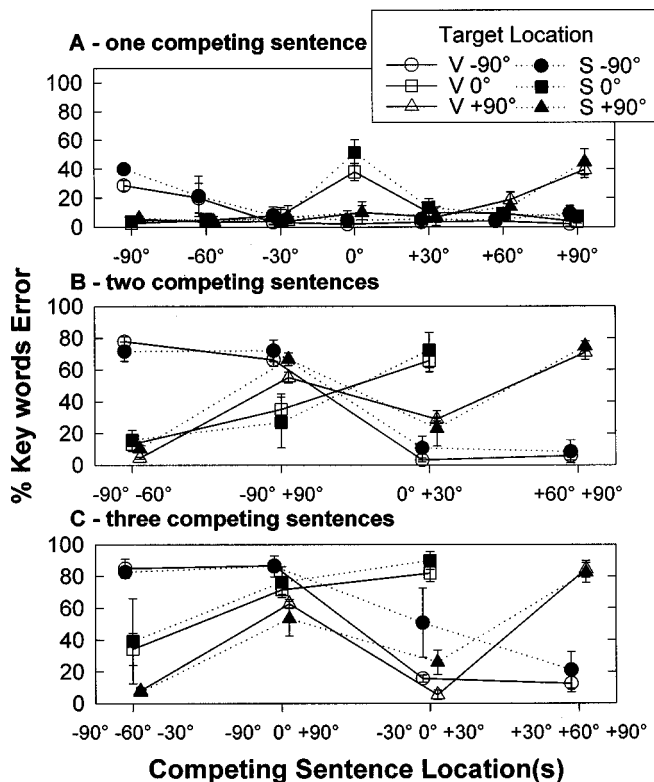 A - one competing sentence
Target Location
V -90° S -90°
V 0° S 0°
V +90° S +90°
100
80
60
40
20
0
-90° -60° -30° 0° +30° +60° +90°
B - two competing sentences
100
80
60
40
20
0
-90° -60° -90° +90° 0° +30° +60° +90°
C - three competing sentences
100
80
60
40
20
0
-90° -60° -30° -90° 0° +90° -30° 0° +30° +30° +60° +90°
% Key words Error
Competing Sentence Location(s)